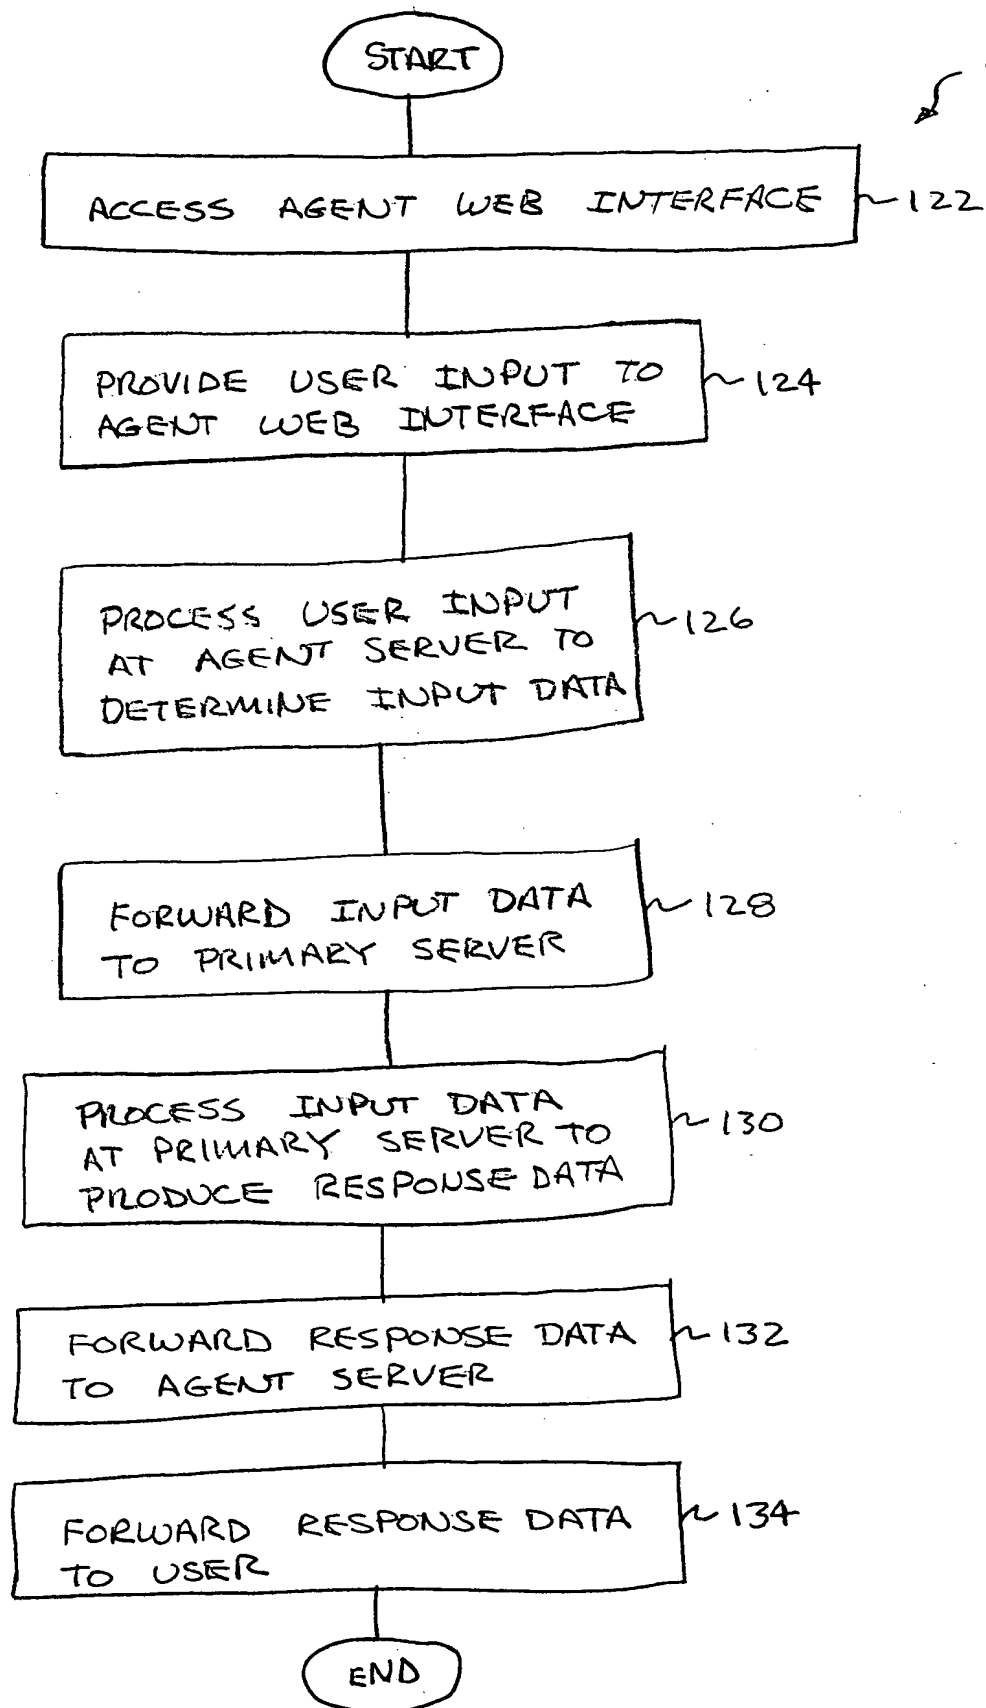 START
ACCESS AGENT WEB INTERFACE
122
PROVIDE USER INPUT TO
AGENT WEB INTERFACE
124
PROCESS USER INPUT
AT AGENT SERVER TO
DETERMINE INPUT DATA
126
FORWARD INPUT DATA
TO PRIMARY SERVER
128
PROCESS INPUT DATA
AT PRIMARY SERVER TO
PRODUCE RESPONSE DATA
130
FORWARD RESPONSE DATA
TO AGENT SERVER
132
FORWARD RESPONSE DATA
TO USER
134
END